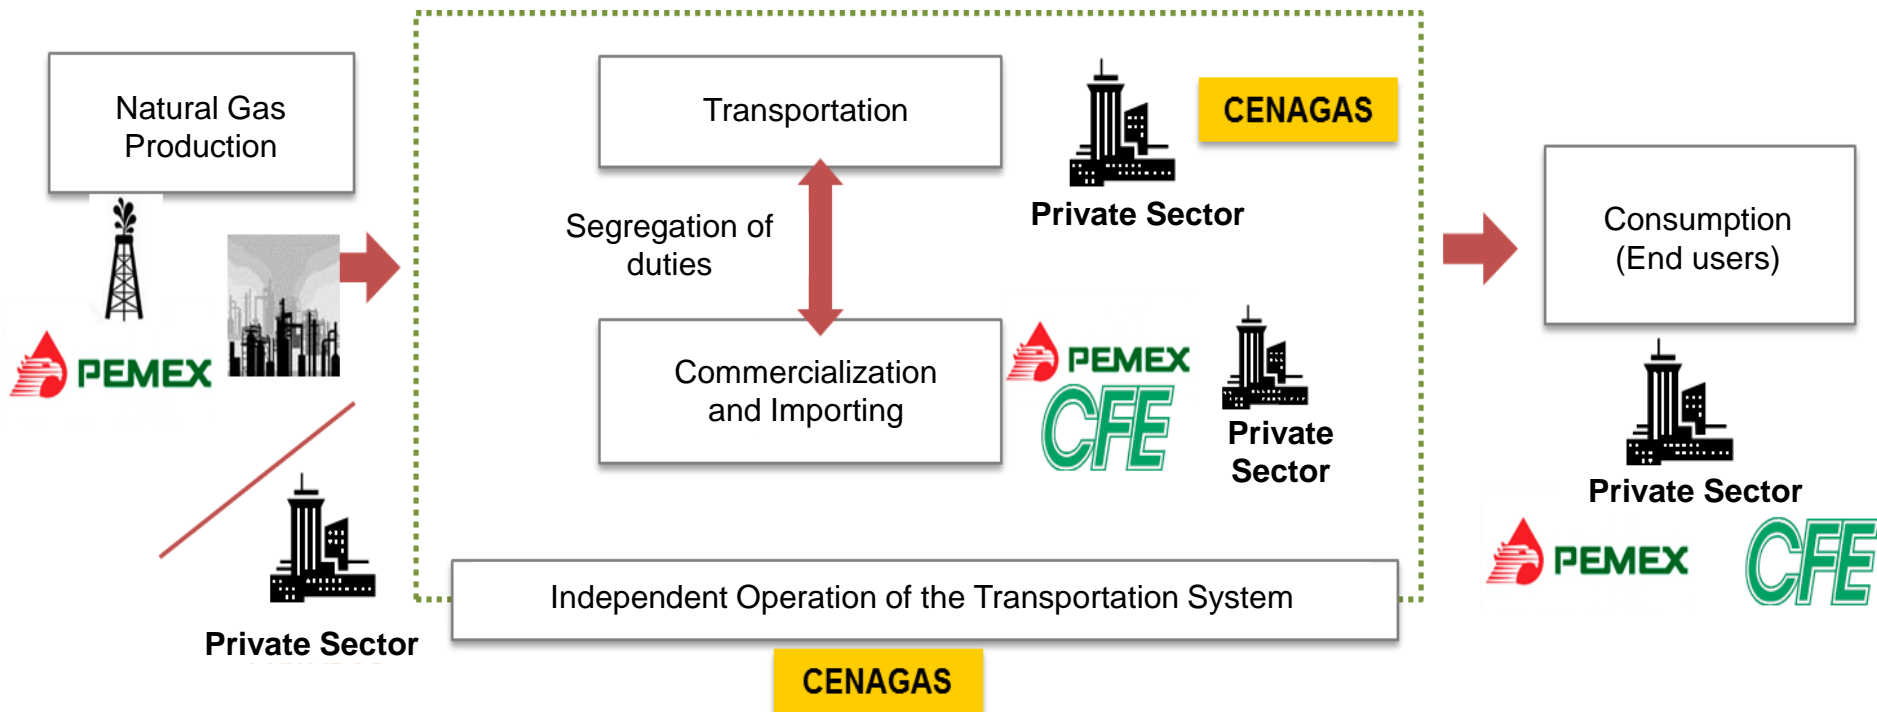 Natural Gas
Production
PEMEX
Private Sector
Transportation
CENAGAS
Private Sector
Segregation of
duties
Commercialization
and Importing
PEMEX
CFE
Private
Sector
Independent Operation of the Transportation System
CENAGAS
Consumption
(End users)
Private Sector
PEMEX
CFE